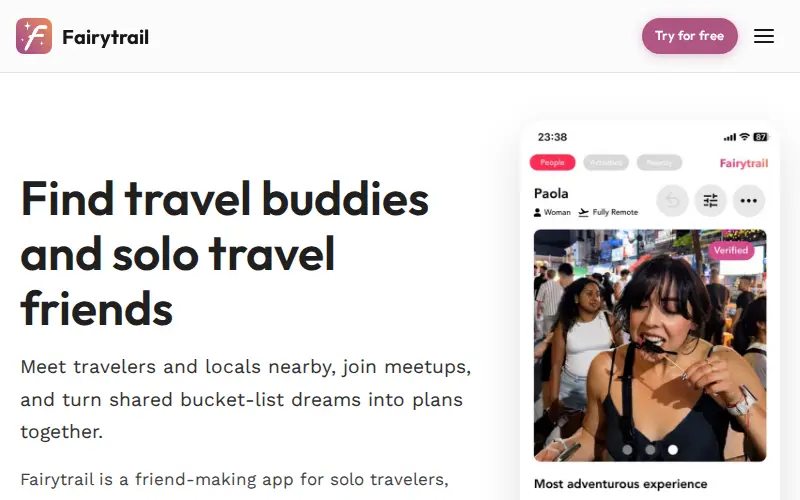 Fairytrail
Try for free
Find travel buddies
and solo travel
friends
Meet travelers and locals nearby, join meetups,
and turn shared bucket-list dreams into plans
together.
Fairytrail is a friend-making app for solo travelers,
23:38
87
People
Activities
Nearby
Fairytrail
Paola
Woman
Fully Remote
Verified
Most adventurous experience